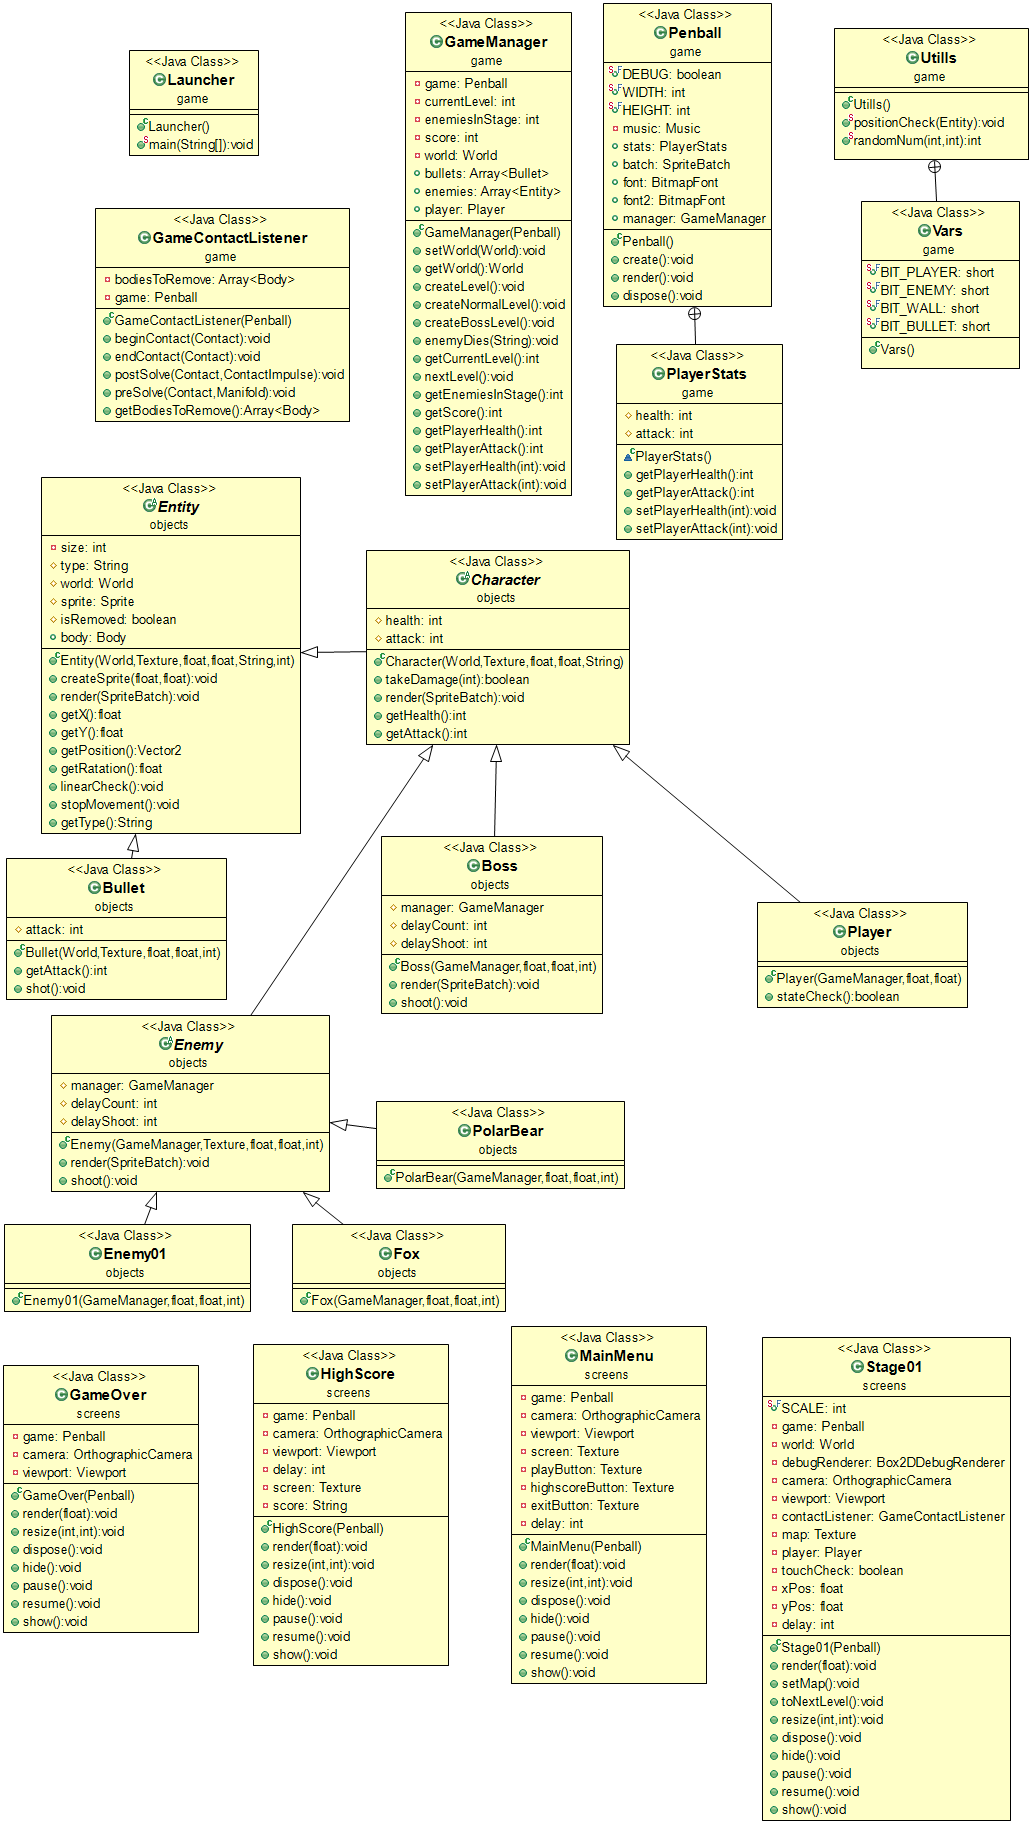 <<Java Class>>
Launcher
game
Launcher()
main(String[]):void
<<Java Class>>
GameManager
game
game: Penball
currentLevel: int
enemiesInStage: int
score: int
world: World
bullets: Array<Bullet>
enemies: Array<Entity>
player: Player
GameManager(Penball)
setWorld(World):void
getWorld():World
createLevel():void
createNormalLevel():void
createBossLevel():void
enemyDies(String):void
getCurrentLevel():int
nextLevel():void
getEnemiesInStage():int
getScore():int
getPlayerHealth():int
getPlayerAttack():int
setPlayerHealth(int):void
setPlayerAttack(int):void
<<Java Class>>
Penball
game
DEBUG: boolean
WIDTH: int
HEIGHT: int
music: Music
stats: PlayerStats
batch: SpriteBatch
font: BitmapFont
font2: BitmapFont
manager: GameManager
Penball()
create():void
render():void
dispose():void
<<Java Class>>
Utills
game
Utills()
positionCheck(Entity):void
randomNum(int,int):int
<<Java Class>>
Vars
game
BIT_PLAYER: short
BIT_ENEMY: short
BIT_WALL: short
BIT_BULLET: short
Vars()
<<Java Class>>
GameContactListener
game
bodiesToRemove: Array<Body>
game: Penball
GameContactListener(Penball)
beginContact(Contact):void
endContact(Contact):void
postSolve(Contact,ContactImpulse):void
preSolve(Contact,Manifold):void
getBodiesToRemove():Array<Body>
<<Java Class>>
PlayerStats
game
health: int
attack: int
PlayerStats()
getPlayerHealth():int
getPlayerAttack():int
setPlayerHealth(int):void
setPlayerAttack(int):void
<<Java Class>>
Entity
objects
size: int
type: String
world: World
sprite: Sprite
isRemoved: boolean
body: Body
Entity(World,Texture,float,float,String,int)
createSprite(float,float):void
render(SpriteBatch):void
getX():float
getY():float
getPosition():Vector2
getRatation():float
linearCheck():void
stopMovement():void
getType():String
<<Java Class>>
Character
objects
health: int
attack: int
Character(World,Texture,float,float,String)
takeDamage(int):boolean
render(SpriteBatch):void
getHealth():int
getAttack():int
<<Java Class>>
Bullet
objects
attack: int
Bullet(World,Texture,float,float,int)
getAttack():int
shot():void
<<Java Class>>
Boss
objects
manager: GameManager
delayCount: int
delayShoot: int
Boss(GameManager,float,float,int)
render(SpriteBatch):void
shoot():void
<<Java Class>>
Player
objects
Player(GameManager,float,float)
stateCheck():boolean
<<Java Class>>
Enemy
objects
manager: GameManager
delayCount: int
delayShoot: int
Enemy(GameManager,Texture,float,float,int)
render(SpriteBatch):void
shoot():void
<<Java Class>>
PolarBear
objects
PolarBear(GameManager,float,float,int)
<<Java Class>>
Enemy01
objects
Enemy01(GameManager,float,float,int)
<<Java Class>>
Fox
objects
Fox(GameManager,float,float,int)
<<Java Class>>
GameOver
screens
game: Penball
camera: OrthographicCamera
viewport: Viewport
GameOver(Penball)
render(float):void
resize(int,int):void
dispose():void
hide():void
pause():void
resume():void
show():void
<<Java Class>>
HighScore
screens
game: Penball
camera: OrthographicCamera
viewport: Viewport
delay: int
screen: Texture
score: String
HighScore(Penball)
render(float):void
resize(int,int):void
dispose():void
hide():void
pause():void
resume():void
show():void
<<Java Class>>
MainMenu
screens
game: Penball
camera: OrthographicCamera
viewport: Viewport
screen: Texture
playButton: Texture
highscoreButton: Texture
exitButton: Texture
delay: int
MainMenu(Penball)
render(float):void
resize(int,int):void
dispose():void
hide():void
pause():void
resume():void
show():void
<<Java Class>>
Stage01
screens
SCALE: int
game: Penball
world: World
debugRenderer: Box2DDebugRenderer
camera: OrthographicCamera
viewport: Viewport
contactListener: GameContactListener
map: Texture
player: Player
touchCheck: boolean
xPos: float
yPos: float
delay: int
Stage01(Penball)
render(float):void
setMap():void
toNextLevel():void
resize(int,int):void
dispose():void
hide():void
pause():void
resume():void
show():void